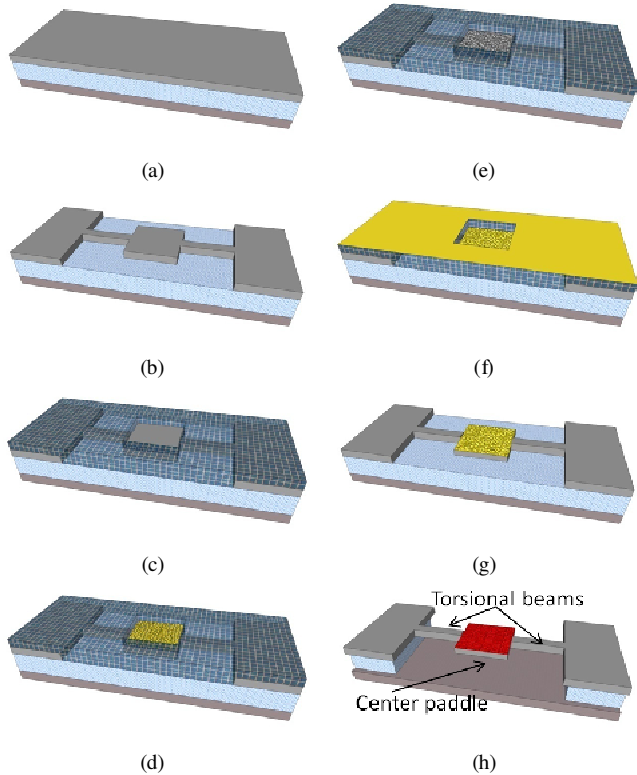 (a)
(e)
(b)
(f)
(c)
(g)
Torsional beams
Center paddle
(d)
(h)